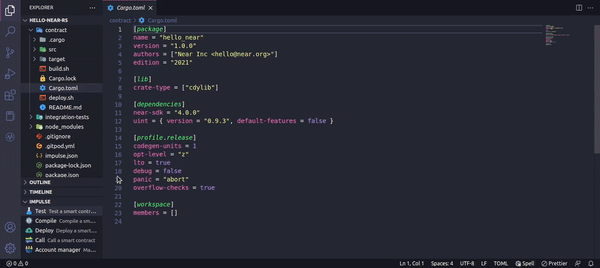 EXPLORER
HELLO-NEAR-RS
contract
.cargo
src
target
build.sh
Cargo.lock
Cargo.toml
deploy.sh
README.md
integration-tests
node_modules
.gitignore
.gitpod.yml
impulse.json
package-lock.json
package.json
OUTLINE
TIMELINE
IMPULSE
Test Test a smart contra...
Compile Compile a sm...
Deploy Deploy a smart ...
Call Call a smart contract
Account manager Ma...
Cargo.toml
contract > Cargo.toml
1 [package]
2 name = "hello_near"
3 version = "1.0.0"
4 authors = ["Near Inc <hello@near.org>"]
5 edition = "2021"
6
7 [lib]
8 crate-type = ["cdylib"]
9
10 [dependencies]
11 near-sdk = "4.0.0"
12 uint = { version = "0.9.3", default-features = false }
13
14 [profile.release]
15 codegen-units = 1
16 opt-level = "z"
17 lto = true
18 debug = false
19 panic = "abort"
20 overflow-checks = true
21
22 [workspace]
23 members = []
24
0 0
Ln 1, Col 1 Spaces: 4 UTF-8 LF TOML Spell Prettier